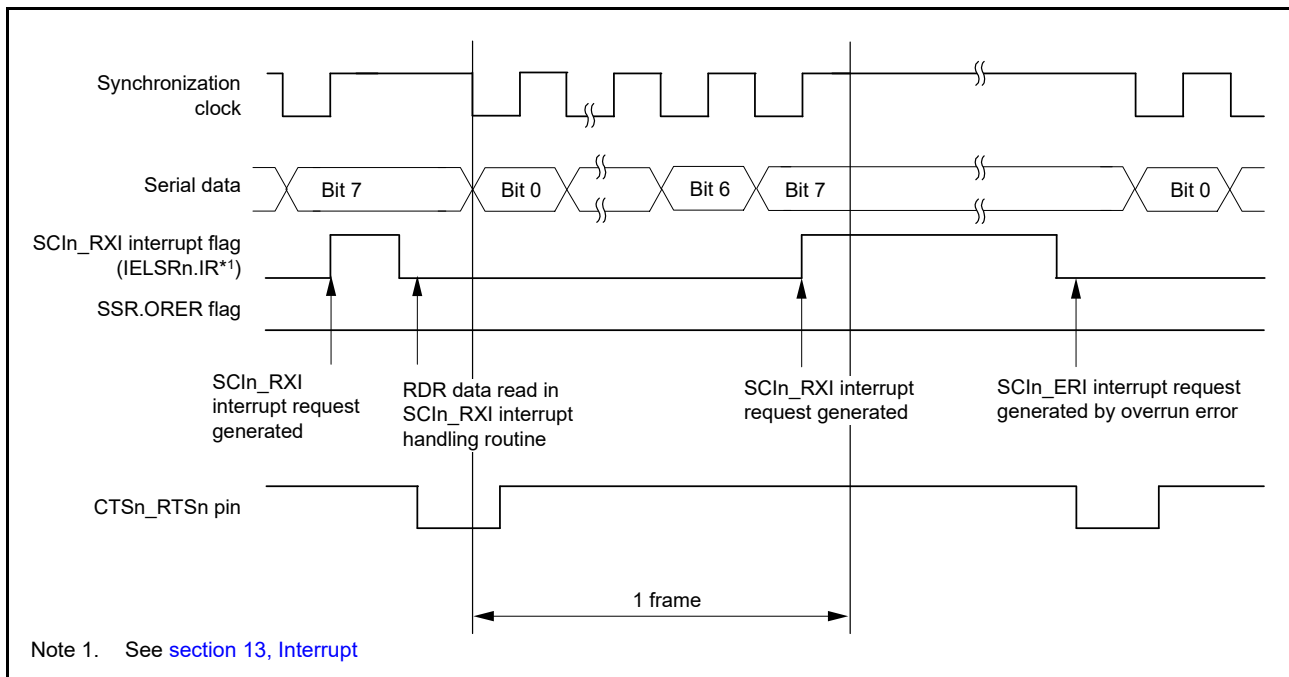 Synchronization
clock
Serial data
Bit 7
Bit 0
Bit 6
Bit 7
Bit 0
SCIn_RXI interrupt flag
(IELSRn.IR*1)
SSR.ORER flag
SCIn_RXI
interrupt request
generated
RDR data read in
SCIn_RXI interrupt
handling routine
SCIn_RXI interrupt
request generated
SCIn_ERI interrupt request
generated by overrun error
CTSn_RTSn pin
1 frame
Note 1. See section 13, Interrupt